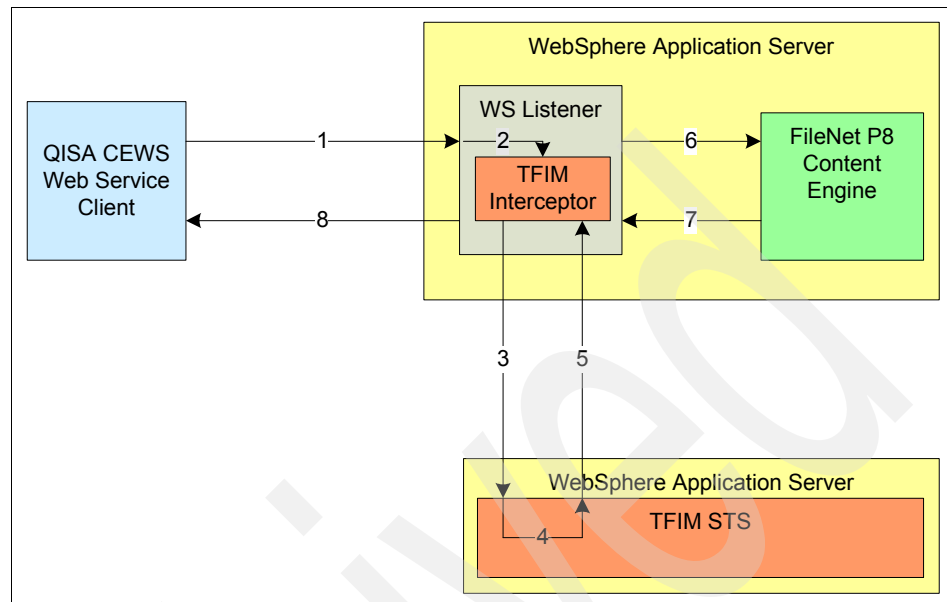 WebSphere Application Server
WS Listener
QISA CEWS
Web Service
Client
1
2
TFIM
Interceptor
6
FileNet P8
Content
Engine
8
7
3
5
WebSphere Application Server
TFIM STS
4